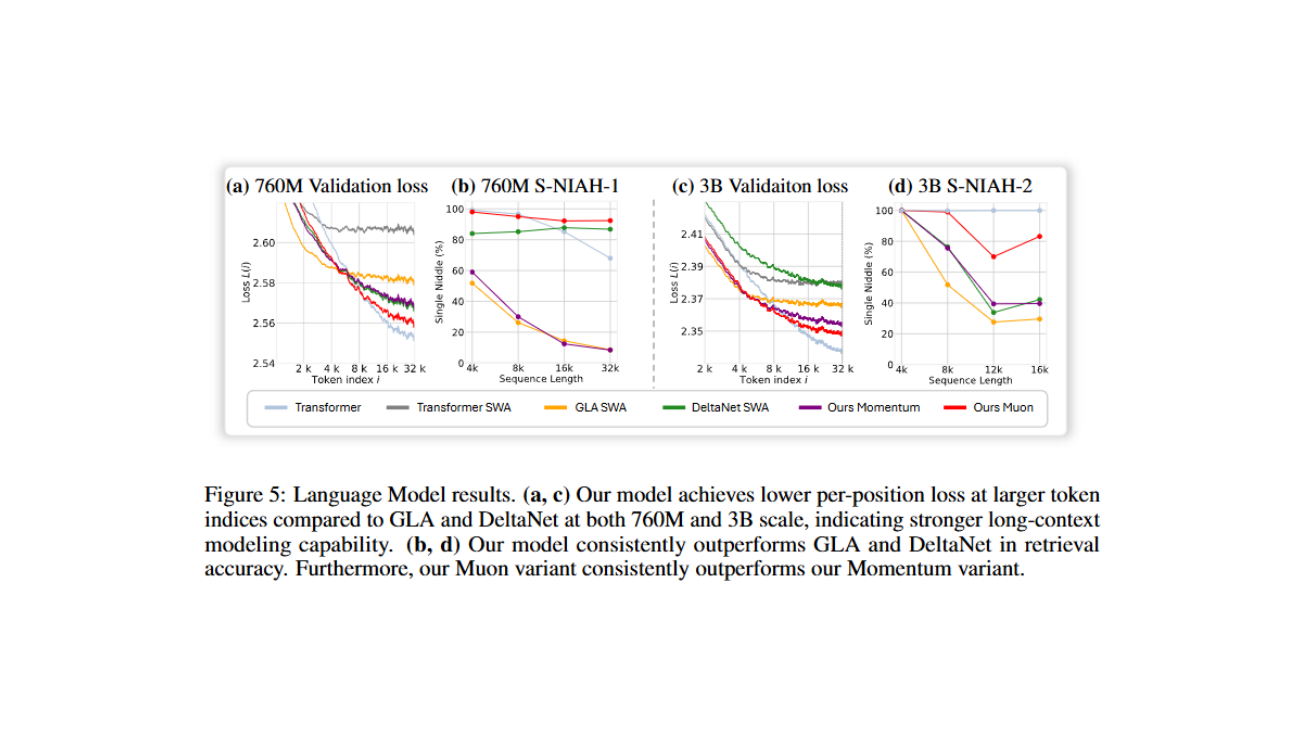 (a) 760M Validation loss (b) 760M S-NIAH-1 (c) 3B Validaiton loss (d) 3B S-NIAH-2
Loss L(i)
2.60
2.58
2.56
2.54
2 k 4 k 8 k 16 k 32 k
Token index i
Single Niddle (%)
100
80
60
40
20
0
4k 8k 16k 32k
Sequence Length
Loss L(i)
2.41
2.39
2.37
2.35
2 k 4 k 8 k 16 k 32 k
Token index i
Single Niddle (%)
100
80
60
40
20
0
4k 8k 12k 16k
Sequence Length
Transformer Transformer SWA GLA SWA DeltaNet SWA Ours Momentum Ours Muon
Figure 5: Language Model results. (a, c) Our model achieves lower per-position loss at larger token
indices compared to GLA and DeltaNet at both 760M and 3B scale, indicating stronger long-context
modeling capability. (b, d) Our model consistently outperforms GLA and DeltaNet in retrieval
accuracy. Furthermore, our Muon variant consistently outperforms our Momentum variant.